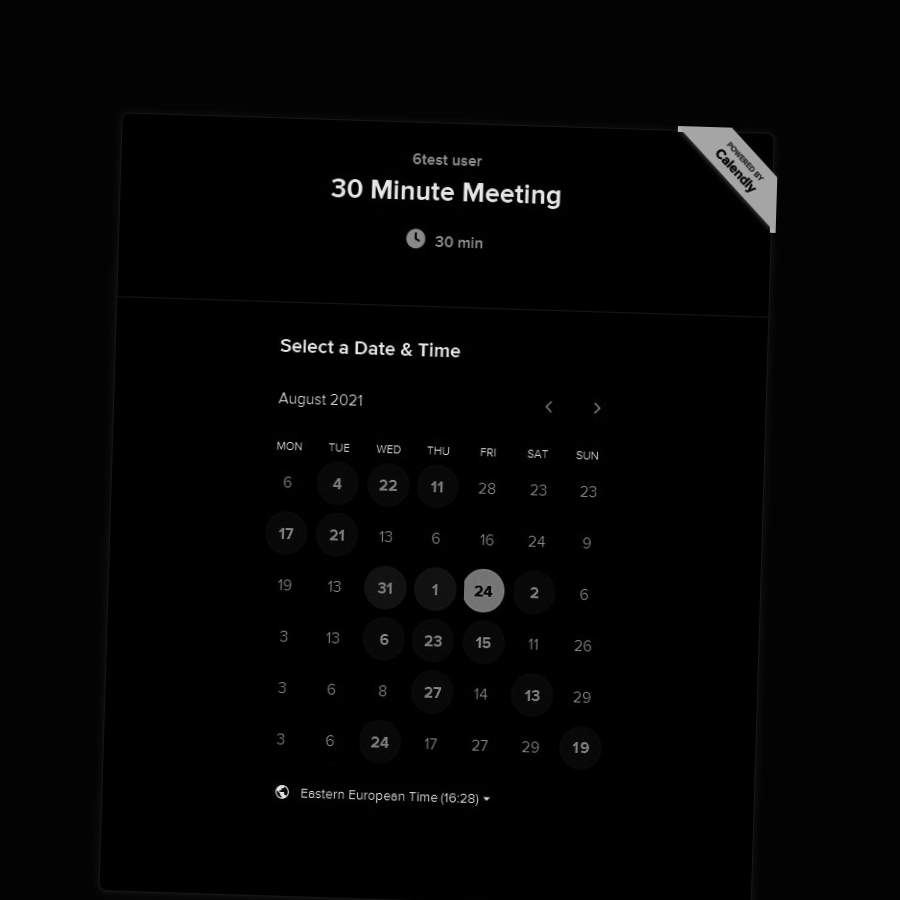 6test user
30 Minute Meeting
30 min
POWERED BY
Calendly
Select a Date & Time
August 2021
MON TUE WED THU FRI SAT SUN
6 4 22 11 28 23 23
17 21 13 6 16 24 9
19 13 31 1 24 2 6
3 13 6 23 15 11 26
3 6 8 27 14 13 29
3 6 24 17 27 29 19
Eastern European Time (16:28)